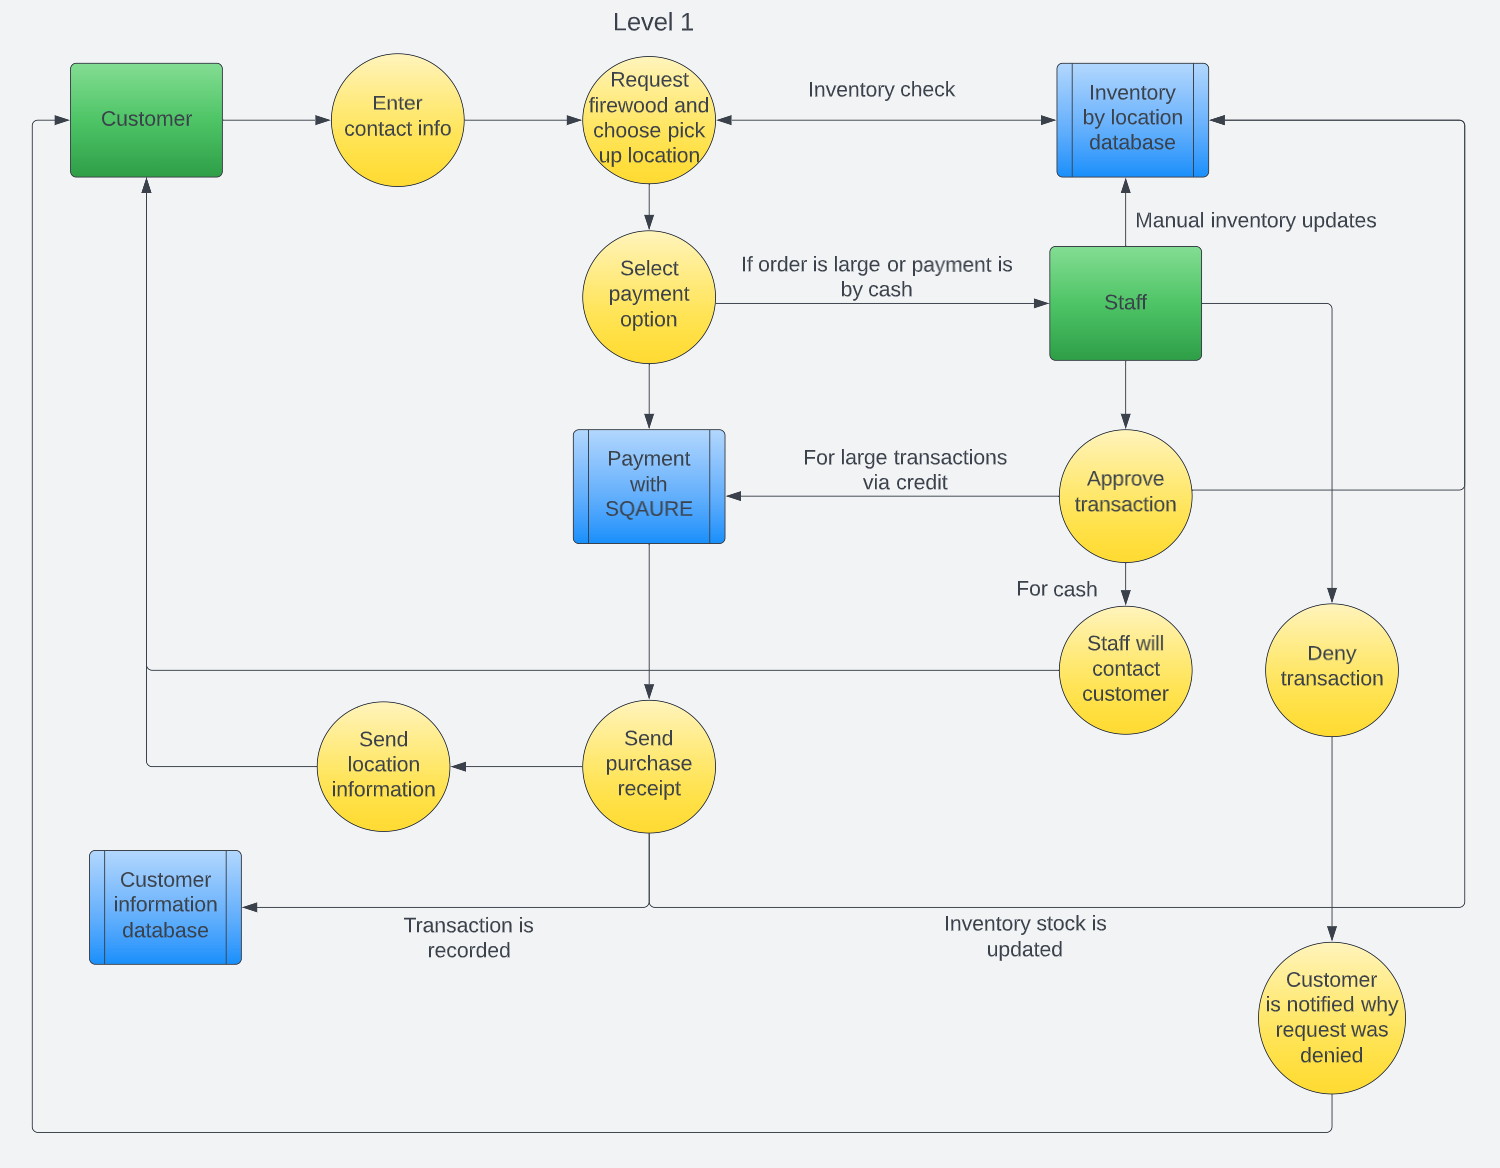 Level 1
Customer
Enter
contact info
Request
firewood and
choose pick
up location
Inventory check
Inventory
by location
database
Manual inventory updates
Select
payment
option
If order is large or payment is
by cash
Staff
Payment
with
SQAURE
For large transactions
via credit
Approve
transaction
For cash
Staff will
contact
customer
Deny
transaction
Send
location
information
Send
purchase
receipt
Customer
information
database
Transaction is
recorded
Inventory stock is
updated
Customer
is notified why
request was
denied